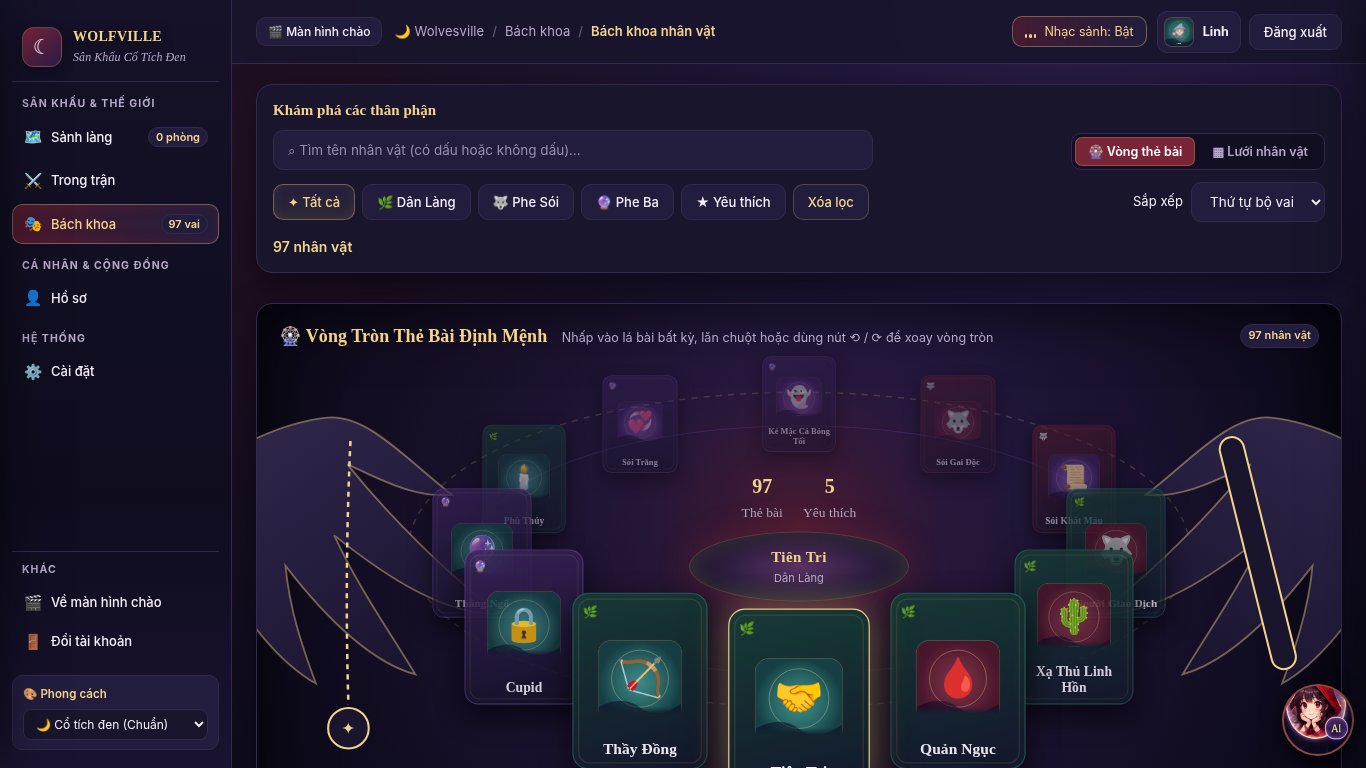 WOLFVILLE
Sân Khấu Cổ Tích Đen
SÂN KHẤU & THẾ GIỚI
Sảnh làng 0 phòng
Trong trận
Bách khoa 97 vai
CÁ NHÂN & CỘNG ĐỒNG
Hồ sơ
HỆ THỐNG
Cài đặt
KHÁC
Về màn hình chào
Đổi tài khoản
Phong cách
Cổ tích đen (Chuẩn)
Màn hình chào Wolvesville / Bách khoa / Bách khoa nhân vật
Nhạc sảnh: Bật Linh Đăng xuất
Khám phá các thân phận
Tìm tên nhân vật (có dấu hoặc không dấu)...
Vòng thẻ bài Lưới nhân vật
Tất cả Dân Làng Phe Sói Phe Ba Yêu thích Xóa lọc
Sắp xếp Thứ tự bộ vai
97 nhân vật
Vòng Tròn Thẻ Bài Định Mệnh Nhấp vào lá bài bất kỳ, lăn chuột hoặc dùng nút ⟲ / ⟳ để xoay vòng tròn
97 nhân vật
Kẻ Mặc Cả Bóng
Tối
Sói Trăng
Sói Gai Độc
97 5
Thẻ bài Yêu thích
Phù Thủy
Sói Khát Máu
Tiên Tri
Dân Làng
Thằng Ngố
Dịch
Cupid
Xạ Thủ Linh
Hồn
Thầy Đồng
Quản Ngục
Tiên Tri
AI